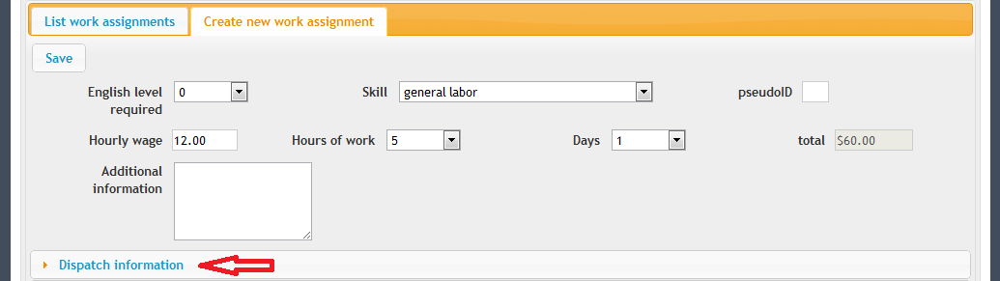 List work assignments Create new work assignment
Save
English level required 0 Skill general labor pseudoID
Hourly wage 12.00 Hours of work 5 Days 1 total $60.00
Additional information
Dispatch information